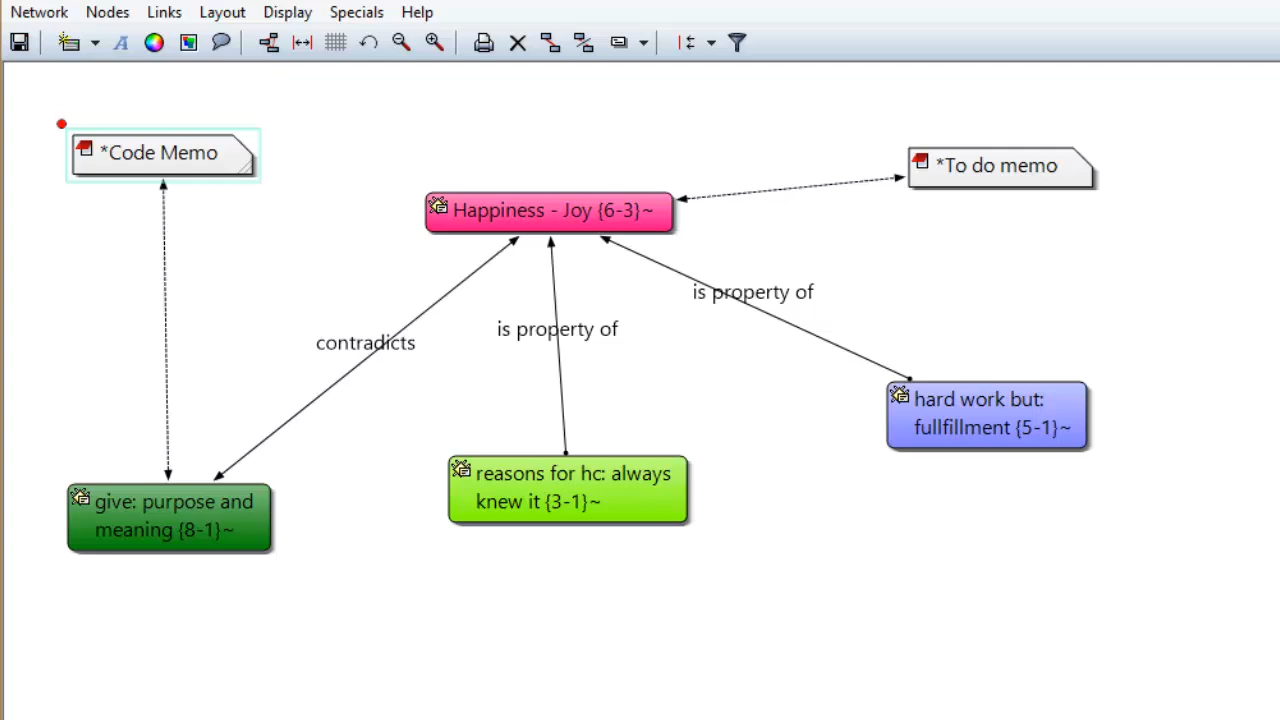 Network Nodes Links Layout Display Specials Help
*Code Memo
*To do memo
Happiness - Joy {6-3}~
is property of
is property of
contradicts
hard work but:
fullfillment {5-1}~
reasons for hc: always
knew it {3-1}~
give: purpose and
meaning {8-1}~